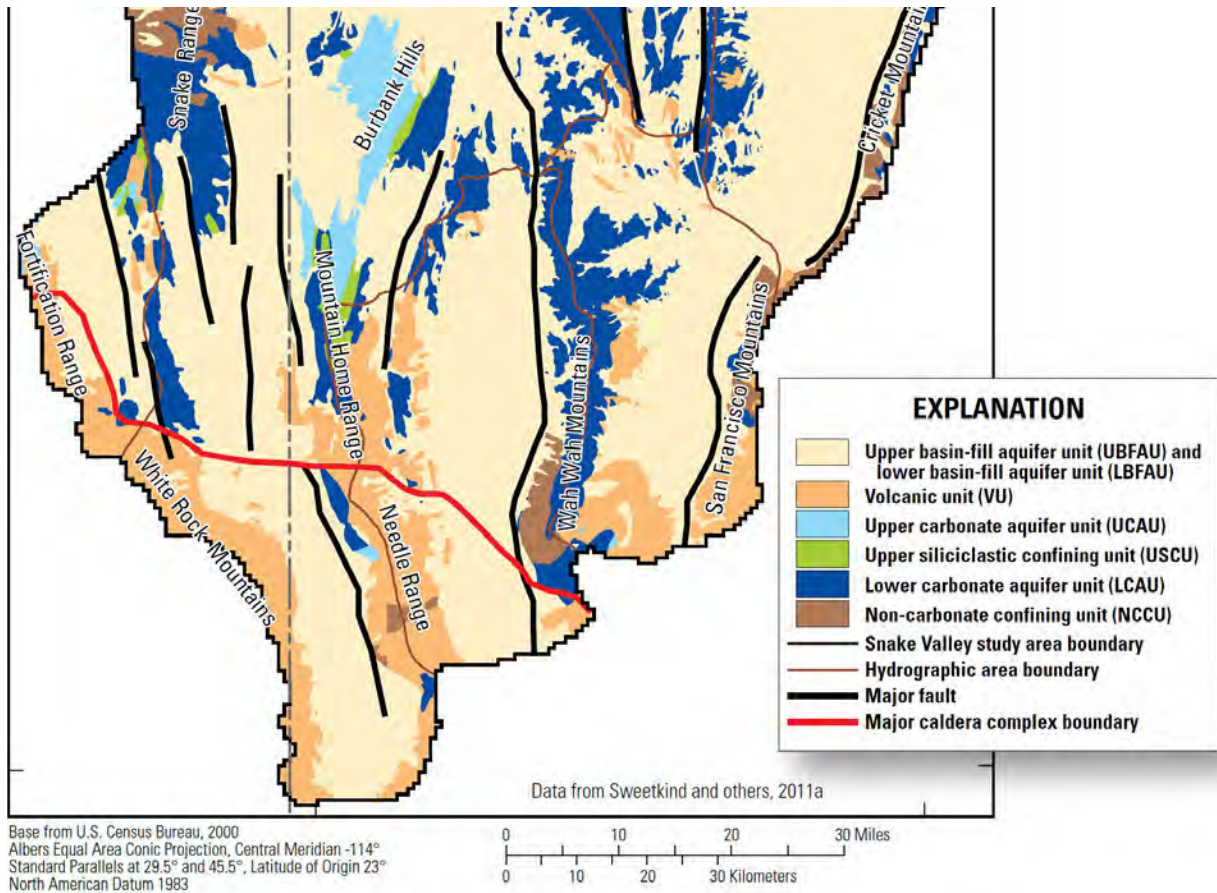 Snake Range
Burbank Hills
Cricket Mountain
Fortification Range
Mountain Home Range
San Francisco Mountains
Wah Wah Mountains
White Rock Mountains
Needle Range
EXPLANATION
Upper basin-fill aquifer unit (UBFAU) and
lower basin-fill aquifer unit (LBFAU)
Volcanic unit (VU)
Upper carbonate aquifer unit (UCAU)
Upper siliciclastic confining unit (USCU)
Lower carbonate aquifer unit (LCAU)
Non-carbonate confining unit (NCCU)
Snake Valley study area boundary
Hydrographic area boundary
Major fault
Major caldera complex boundary
Data from Sweetkind and others, 2011a
Base from U.S. Census Bureau, 2000
Albers Equal Area Conic Projection, Central Meridian -114°
Standard Parallels at 29.5° and 45.5°, Latitude of Origin 23°
North American Datum 1983
0 10 20 30 Miles
0 10 20 30 Kilometers